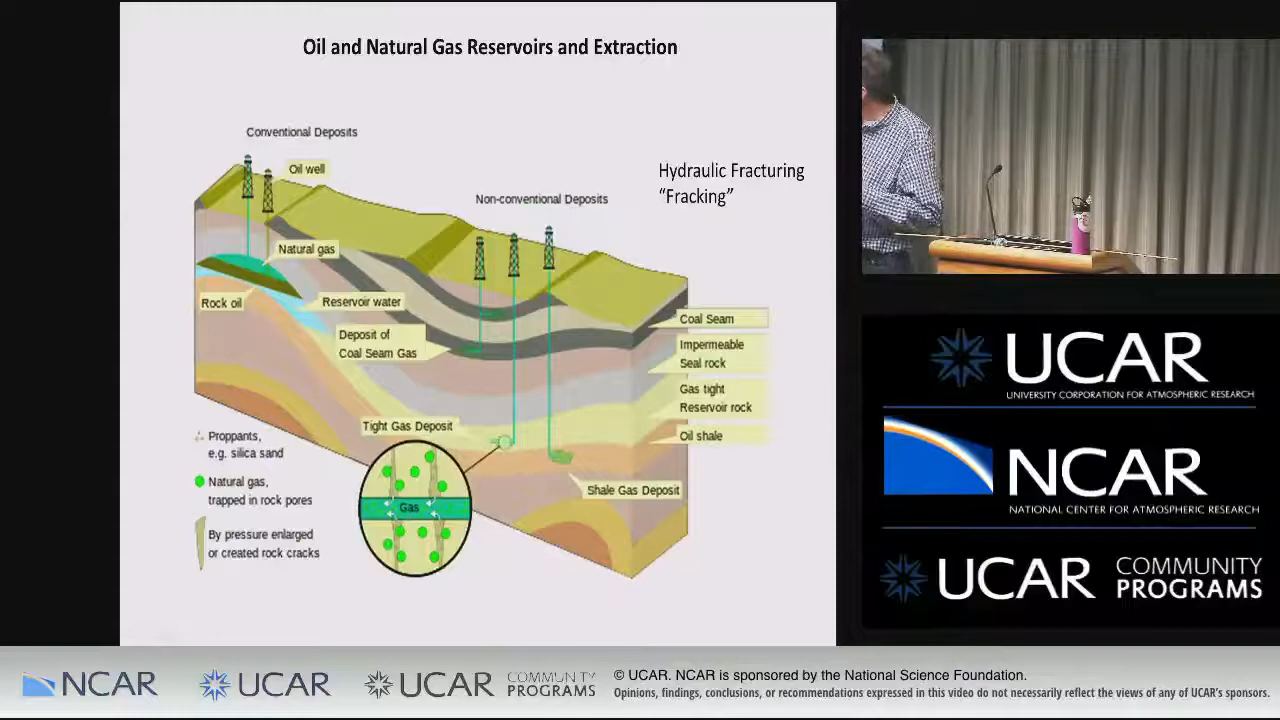 Oil and Natural Gas Reservoirs and Extraction
Conventional Deposits
Oil well
Hydraulic Fracturing
“Fracking”
Non-conventional Deposits
Natural gas
Rock oil
Reservoir water
Deposit of
Coal Seam Gas
Coal Seam
Impermeable
Seal rock
Gas tight
Reservoir rock
Oil shale
Tight Gas Deposit
Shale Gas Deposit
Gas
Proppants,
e.g. silica sand
Natural gas,
trapped in rock pores
By pressure enlarged
or created rock cracks
UCAR
UNIVERSITY CORPORATION FOR ATMOSPHERIC RESEARCH
NCAR
NATIONAL CENTER FOR ATMOSPHERIC RESEARCH
UCAR COMMUNITY
PROGRAMS
NCAR
UCAR
UCAR COMMUNITY
PROGRAMS
© UCAR. NCAR is sponsored by the National Science Foundation.
Opinions, findings, conclusions, or recommendations expressed in this video do not necessarily reflect the views of any of UCAR's sponsors.